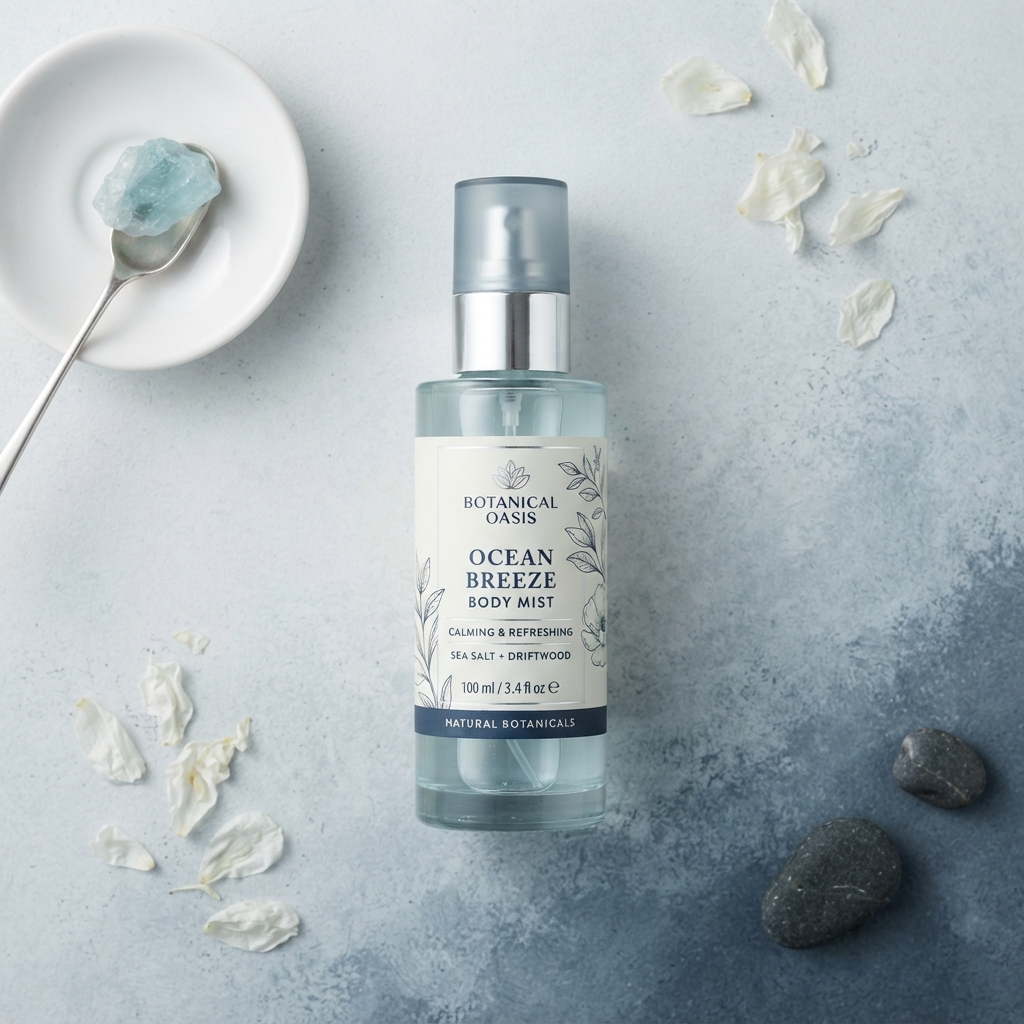 BOTANICAL
OASIS
OCEAN
BREEZE
BODY MIST
CALMING & REFRESHING
SEA SALT + DRIFTWOOD
100 ml / 3.4 fl oz ℮
NATURAL BOTANICALS